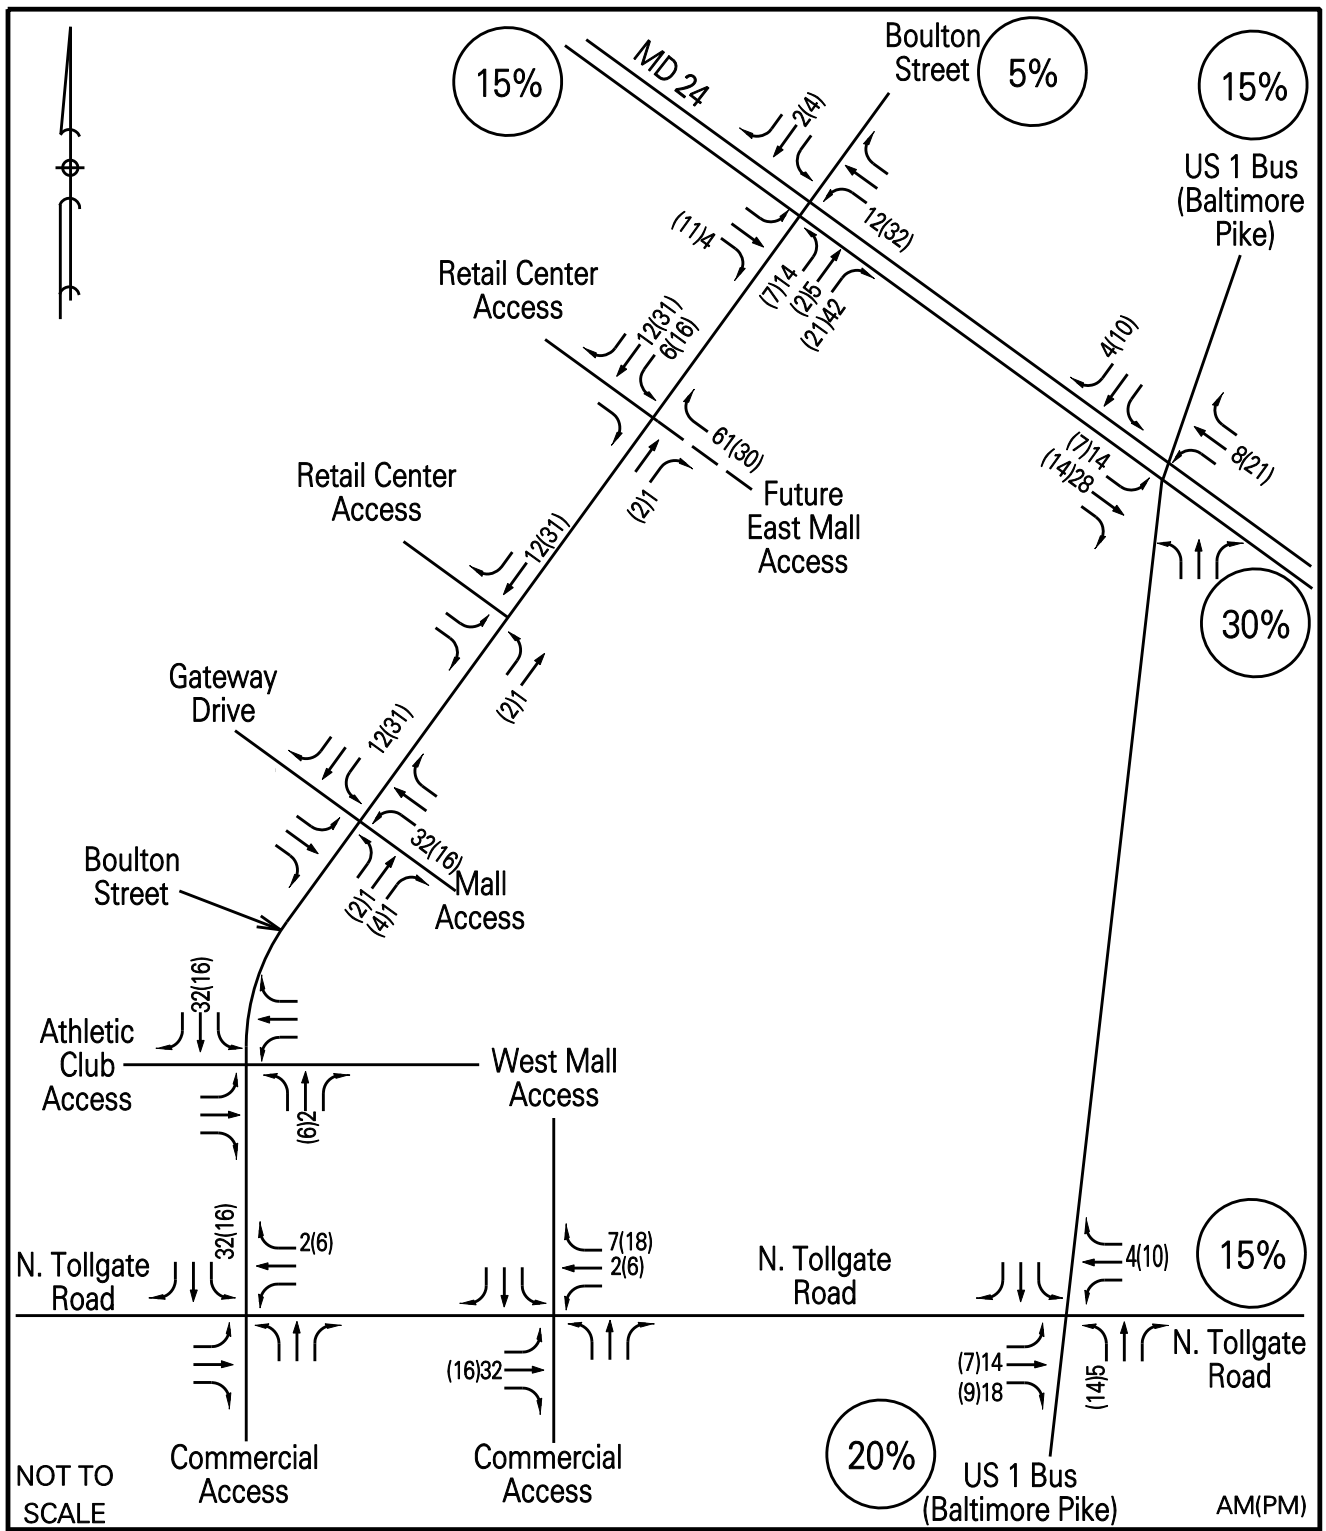 15%
MD 24
Boulton
Street
5%
15%
US 1 Bus
(Baltimore
Pike)
2(4)
12(32)
(11)4
(7)14
(2)5
(21)42
Retail Center
Access
12(31)
6(16)
61(30)
(2)1
Future
East Mall
Access
4(10)
8(21)
(7)14
(14)28
30%
Retail Center
Access
12(31)
(2)1
Gateway
Drive
12(31)
32(16)
(2)1
(4)1
Mall
Access
Boulton
Street
32(16)
Athletic
Club
Access
(6)2
West Mall
Access
32(16)
2(6)
N. Tollgate
Road
7(18)
2(6)
(16)32
N. Tollgate
Road
4(10)
15%
(7)14
(9)18
(14)5
N. Tollgate
Road
Commercial
Access
Commercial
Access
20%
US 1 Bus
(Baltimore Pike)
NOT TO
SCALE
AM(PM)